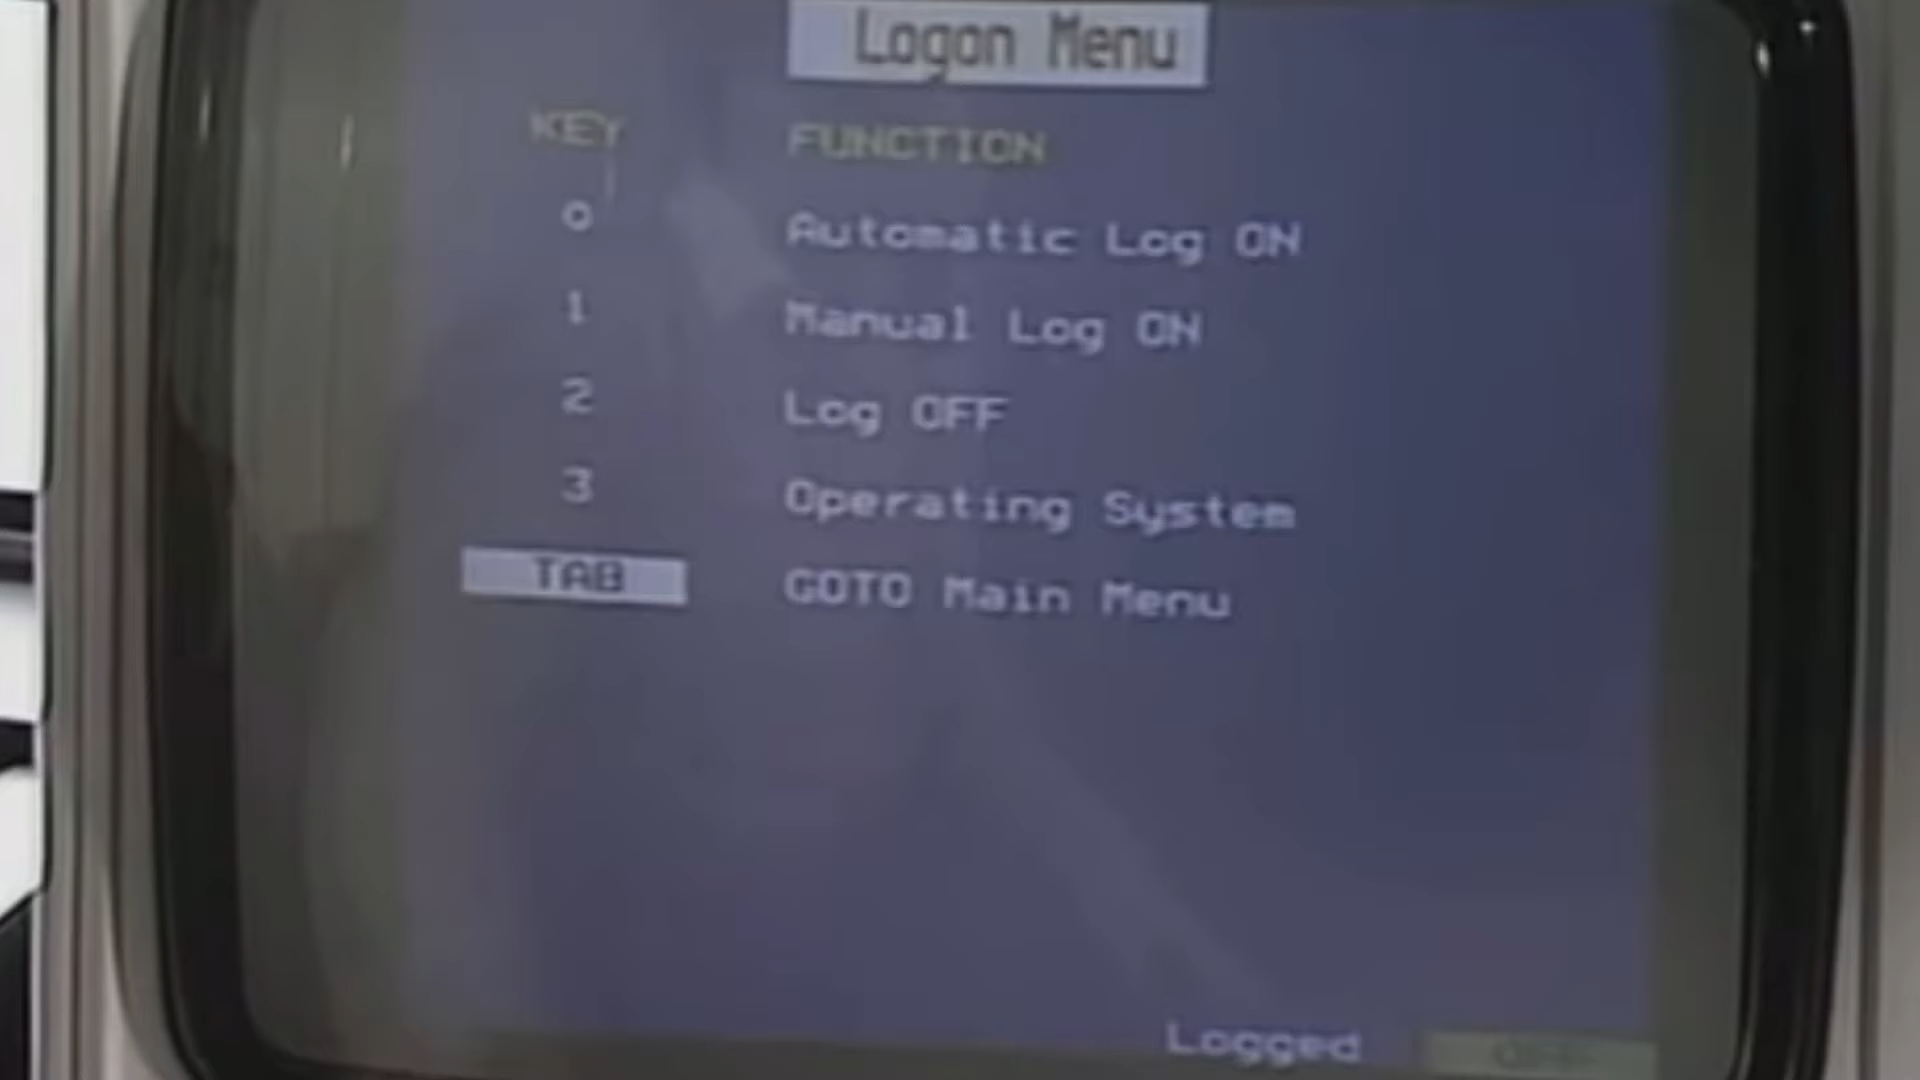 Logon Menu
KEY FUNCTION
0 Automatic Log ON
1 Manual Log ON
2 Log OFF
3 Operating System
TAB GOTO Main Menu
Logged